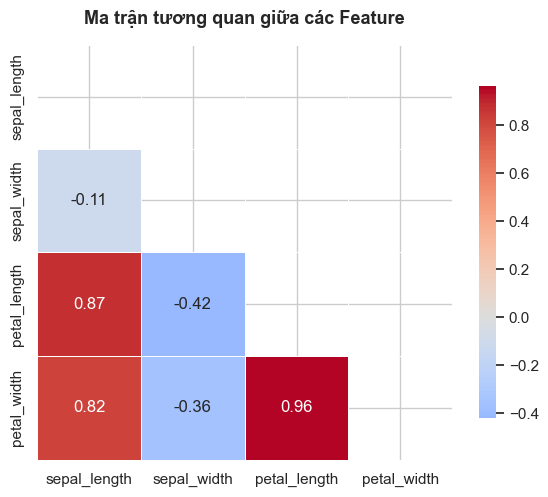 Ma trận tương quan giữa các Feature
sepal_length
sepal_width
petal_length
petal_width
-0.11
0.87
-0.42
0.82
-0.36
0.96
sepal_length
sepal_width
petal_length
petal_width
0.8
0.6
0.4
0.2
0.0
−0.2
−0.4